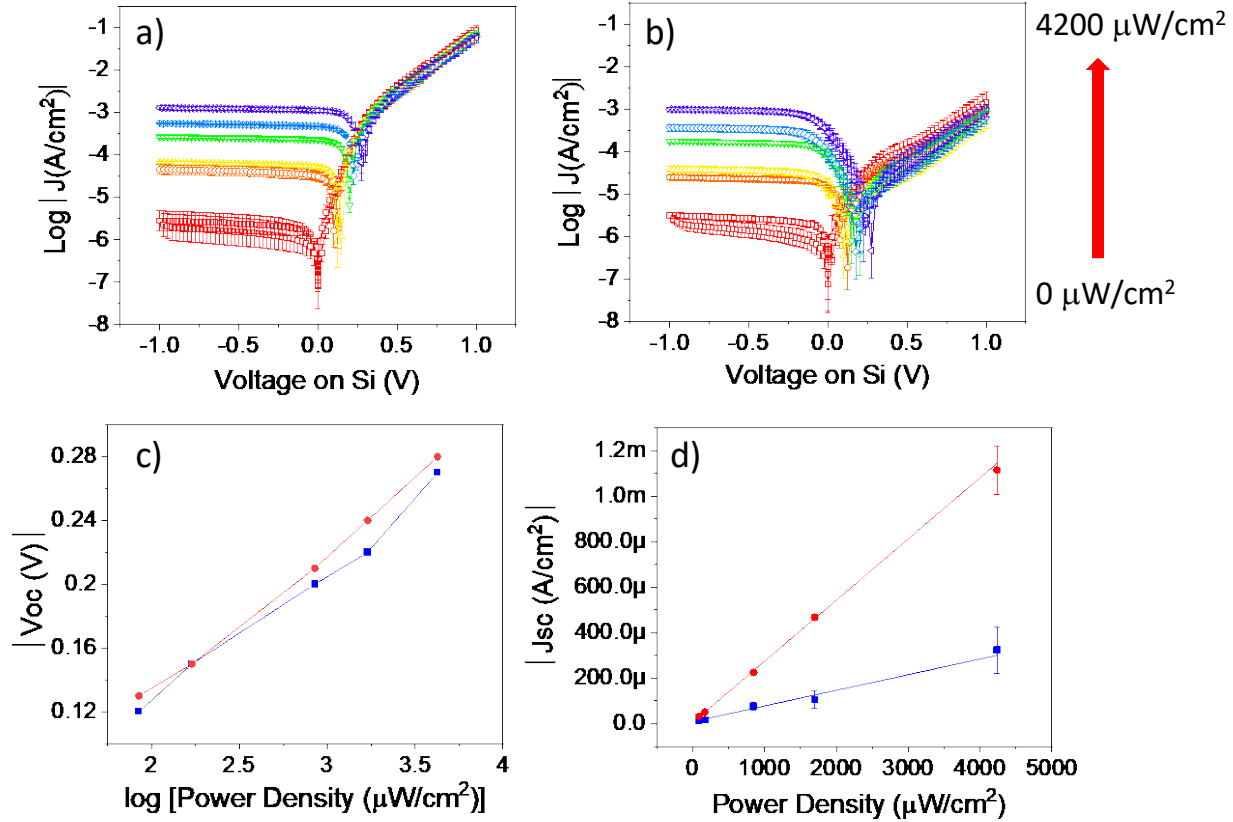 a)
-1
-2
-3
-4
-5
-6
-7
-8
Log | J(A/cm²)|
-1.0 -0.5 0.0 0.5 1.0
Voltage on Si (V)
b)
-1
-2
-3
-4
-5
-6
-7
-8
Log | J(A/cm²)|
-1.0 -0.5 0.0 0.5 1.0
Voltage on Si (V)
4200 μW/cm²
0 μW/cm²
c)
0.28
0.24
0.2
0.16
0.12
| Voc (V) |
2 2.5 3 3.5 4
log [Power Density (μW/cm²)]
d)
1.2m
1.0m
800.0μ
600.0μ
400.0μ
200.0μ
0.0
| Jsc (A/cm²) |
0 1000 2000 3000 4000 5000
Power Density (μW/cm²)